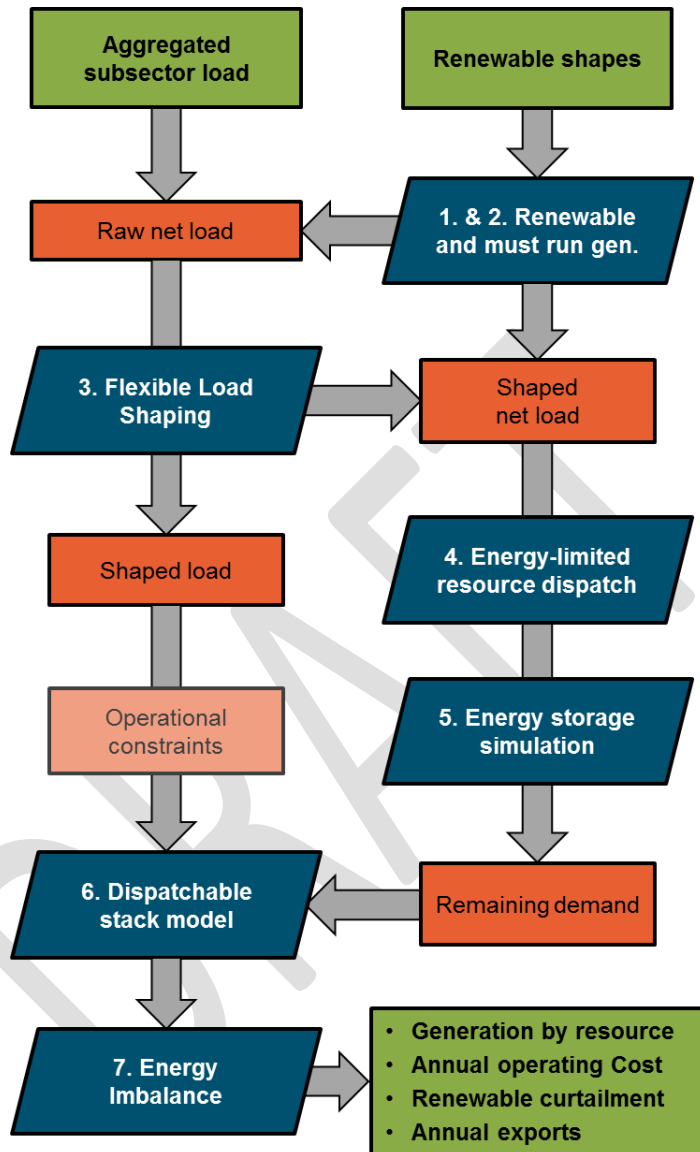 Aggregated
subsector load
Renewable shapes
Raw net load
1. & 2. Renewable
and must run gen.
3. Flexible Load
Shaping
Shaped
net load
Shaped load
4. Energy-limited
resource dispatch
Operational
constraints
5. Energy storage
simulation
6. Dispatchable
stack model
Remaining demand
7. Energy
Imbalance
• Generation by resource
• Annual operating Cost
• Renewable curtailment
• Annual exports
DRAFT